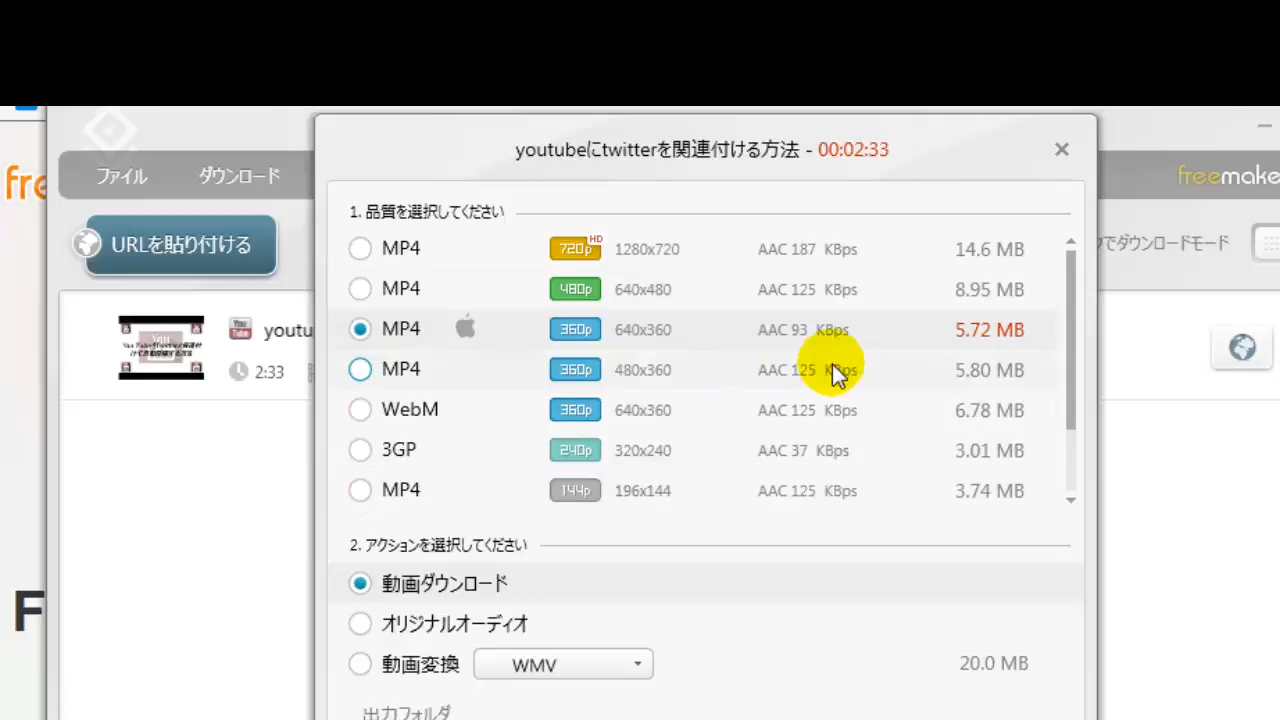 youtubeにtwitterを関連付ける方法 - 00:02:33
fre
ファイル ダウンロード
freemake
1. 品質を選択してください
URLを貼り付ける
でダウンロードモード
MP4 720p HD 1280x720 AAC 187 KBps 14.6 MB
MP4 480p 640x480 AAC 125 KBps 8.95 MB
MP4 360p 640x360 AAC 93 KBps 5.72 MB
MP4 360p 480x360 AAC 125 KBps 5.80 MB
WebM 360p 640x360 AAC 125 KBps 6.78 MB
3GP 240p 320x240 AAC 37 KBps 3.01 MB
MP4 144p 196x144 AAC 125 KBps 3.74 MB
You Tube youtu
2:33
2. アクションを選択してください
動画ダウンロード
F
オリジナルオーディオ
動画変換 WMV 20.0 MB
出力フォルダ